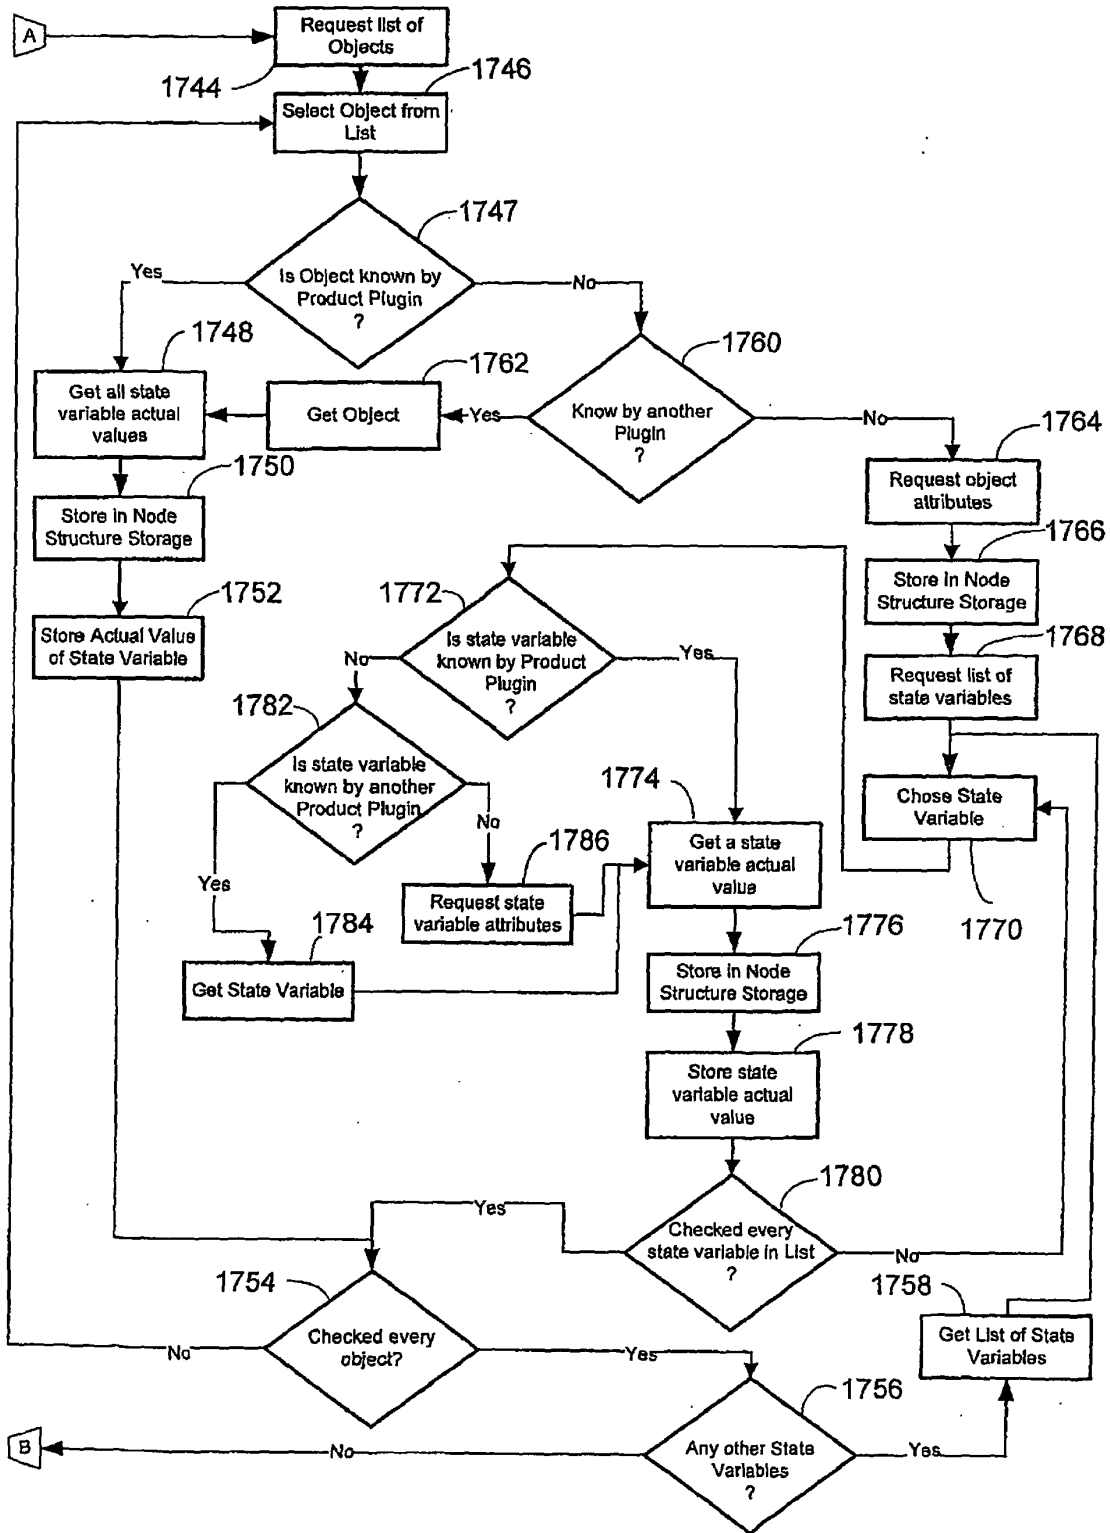 A
Request list of
Objects
1744
1746
Select Object from
List
1747
Is Object known by
Product Plugin
?
Yes
No
1748
Get all state
variable actual
values
1762
Get Object
Yes
1760
Know by another
Plugin
?
No
1764
Request object
attributes
1750
Store in Node
Structure Storage
1766
Store in Node
Structure Storage
1752
Store Actual Value
of State Variable
1772
Is state variable
known by Product
Plugin
?
No
Yes
1768
Request list of
state variables
1782
Is state variable
known by another
Product Plugin
?
Yes
No
1774
Get a state
variable actual
value
Chose State
Variable
1770
1786
Request state
variable attributes
1784
Get State Variable
1776
Store in Node
Structure Storage
1778
Store state
variable actual
value
1780
Checked every
state variable in List
?
Yes
No
1754
Checked every
object?
No
Yes
1758
Get List of State
Variables
1756
Any other State
Variables
?
Yes
No
B